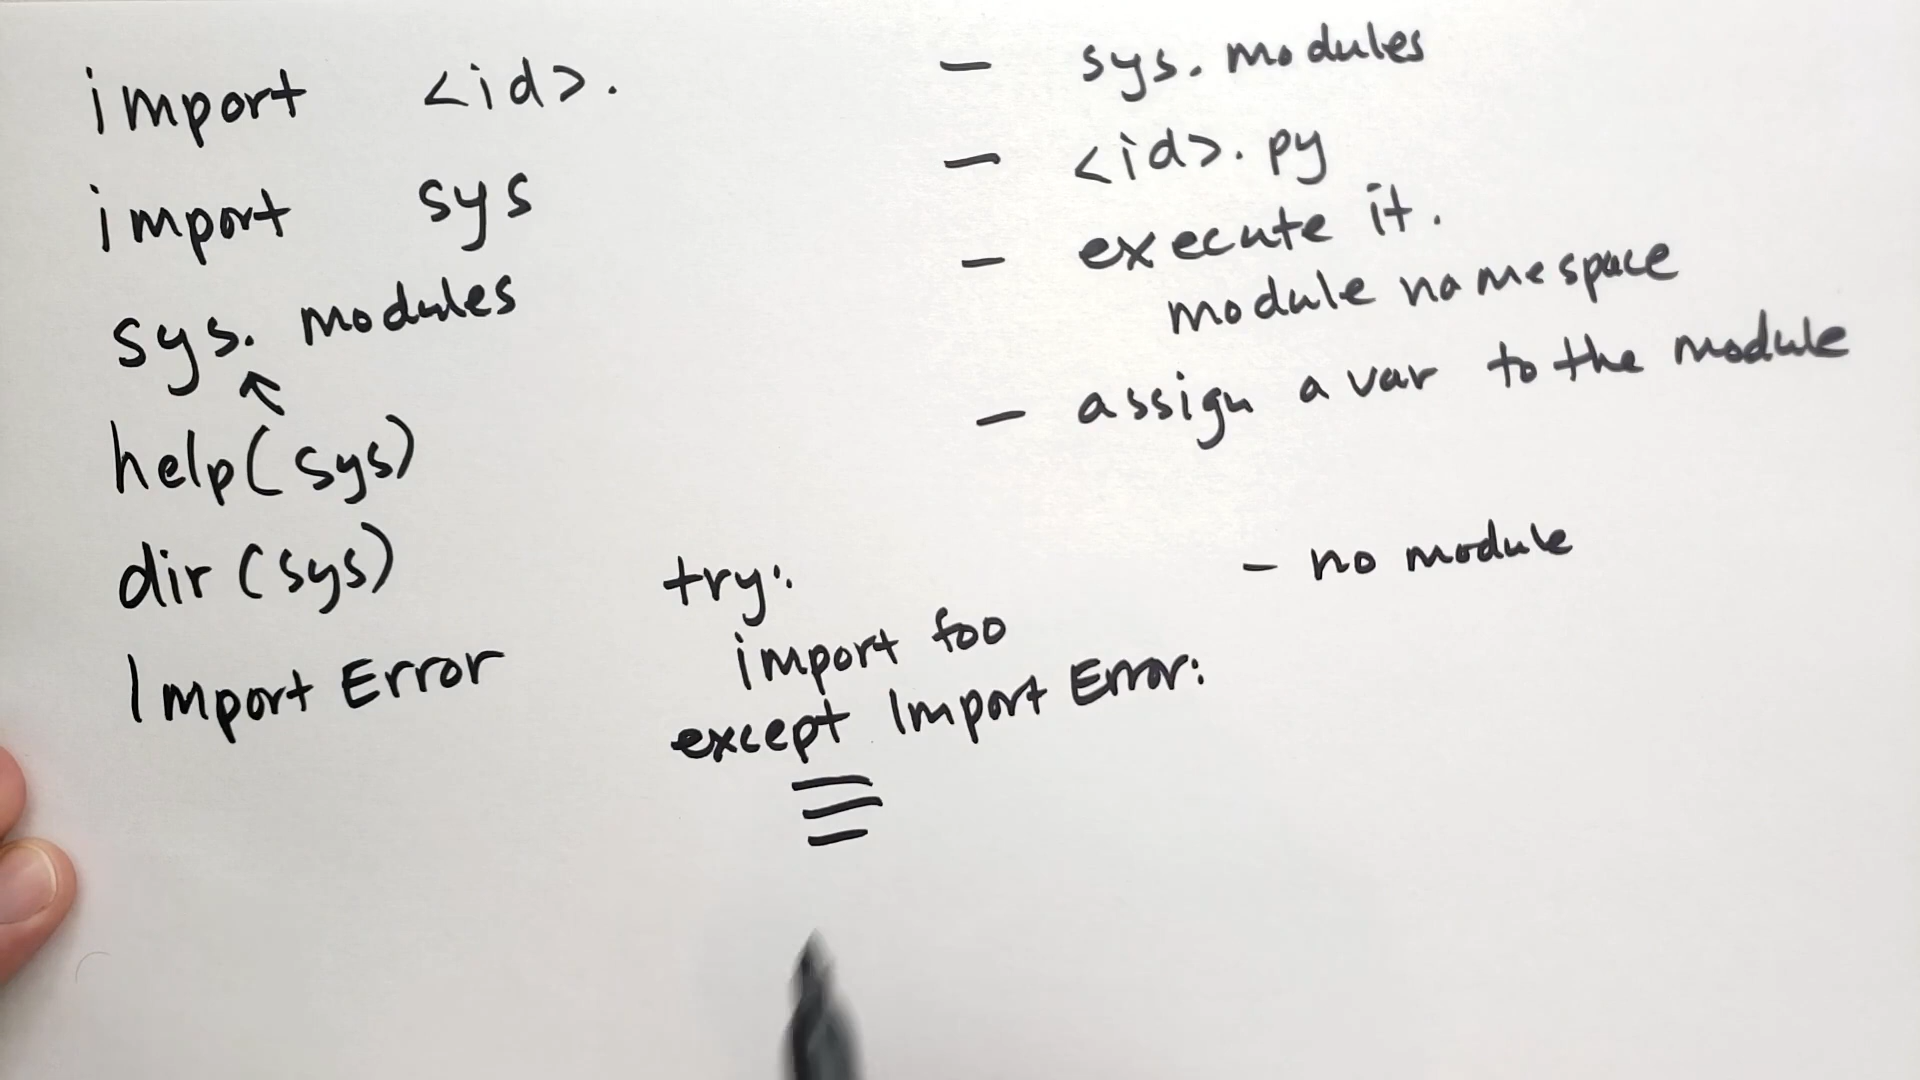 import <id>.
import sys
sys. modules
help(sys)
dir(sys)
Import Error
- sys. modules
- <id>. py
- execute it.
module namespace
- assign a var to the module
- no module
try:
import foo
except Import Error: